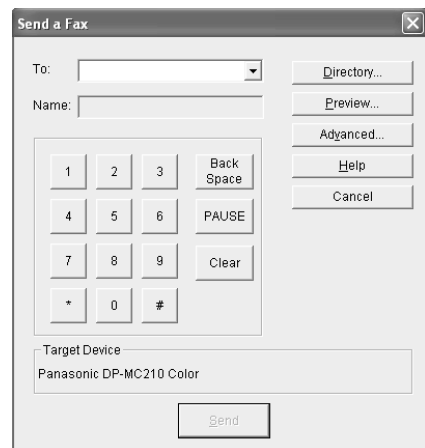 Send a Fax
To:
Name:
Directory...
Preview...
Advanced...
Help
Cancel
1 2 3 Back Space
4 5 6 PAUSE
7 8 9 Clear
* 0 #
Target Device
Panasonic DP-MC210 Color
Send